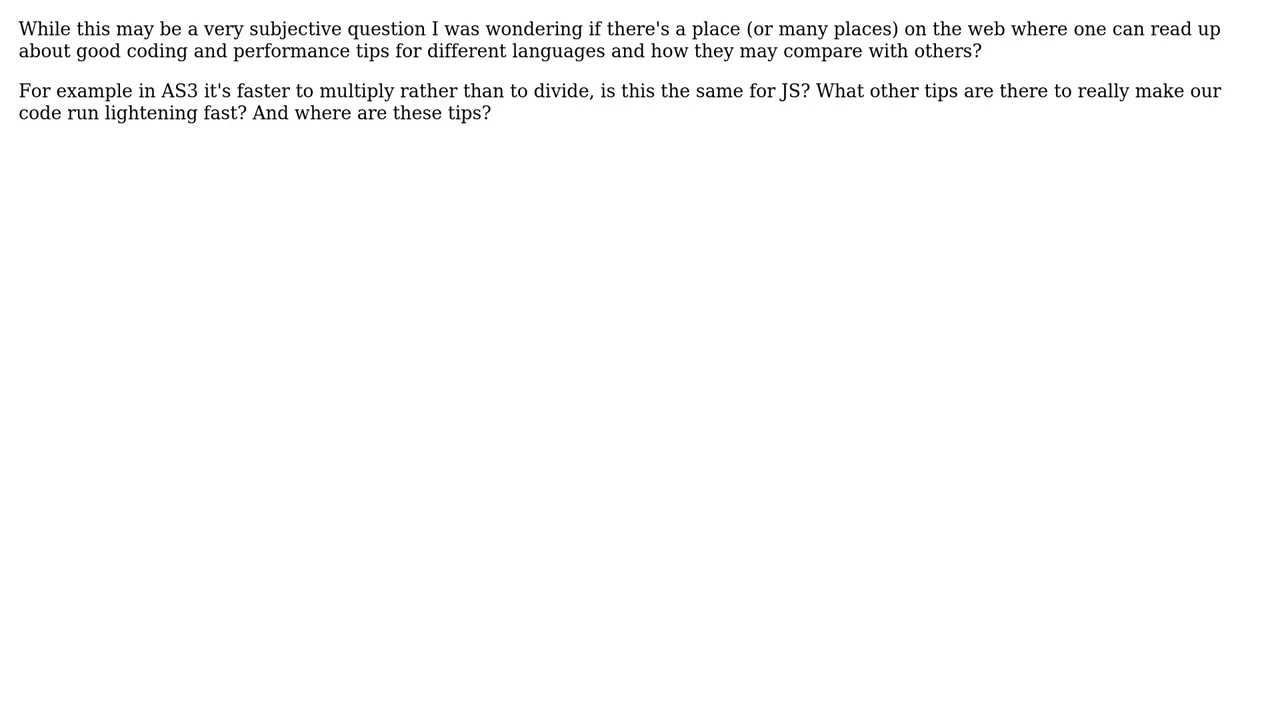 While this may be a very subjective question I was wondering if there's a place (or many places) on the web where one can read up
about good coding and performance tips for different languages and how they may compare with others?
For example in AS3 it's faster to multiply rather than to divide, is this the same for JS? What other tips are there to really make our
code run lightening fast? And where are these tips?